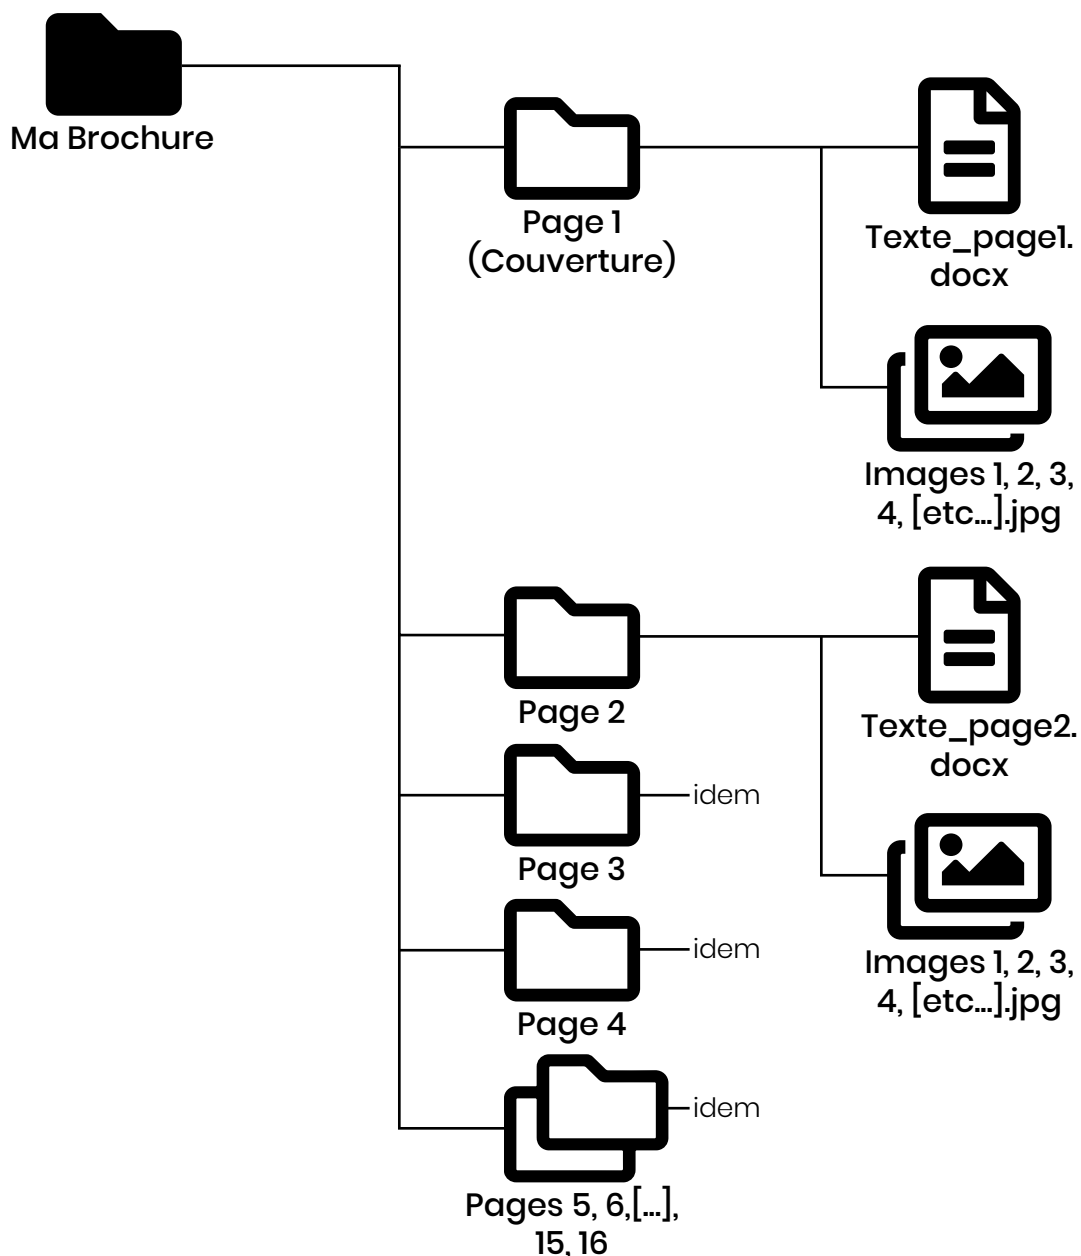 Ma Brochure
Page 1
(Couverture)
Texte_page1.
docx
Images 1, 2, 3,
4, [etc...].jpg
Page 2
Texte_page2.
docx
Images 1, 2, 3,
4, [etc...].jpg
Page 3
idem
Page 4
idem
Pages 5, 6,[...],
15, 16
idem